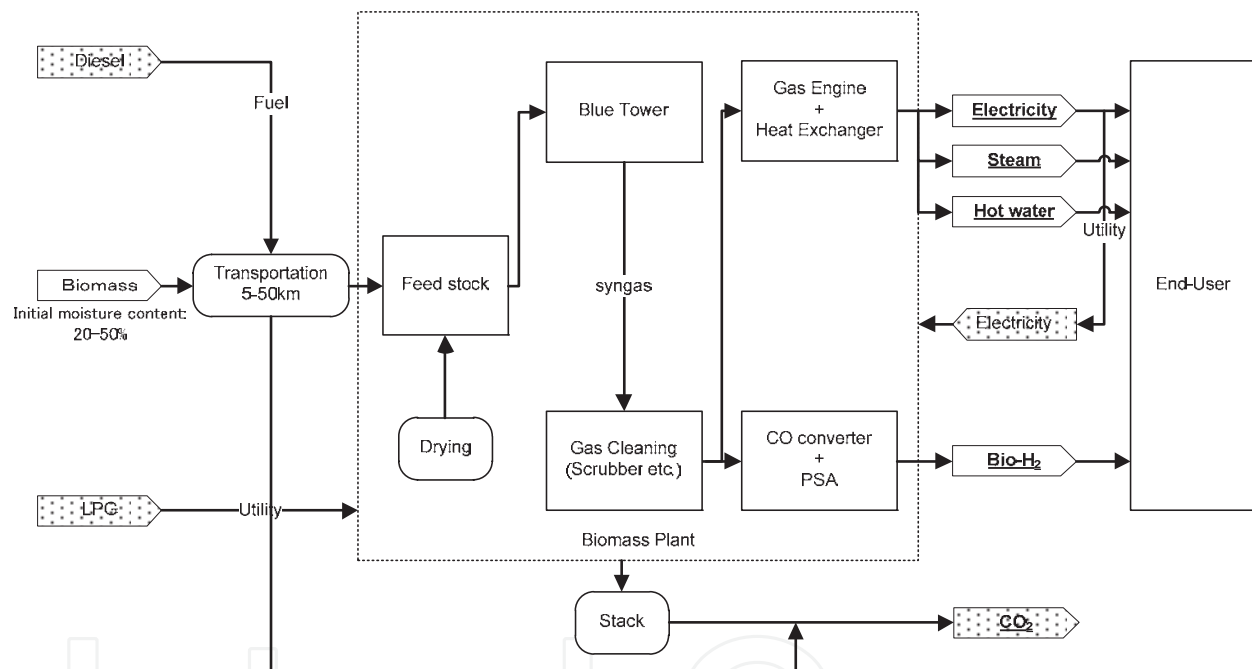 Diesel
Fuel
Biomass
Initial moisture content:
20-50%
Transportation
5-50km
LPG
Utility
Feed stock
Drying
Blue Tower
syngas
Gas Cleaning
(Scrubber etc.)
Gas Engine
+
Heat Exchanger
CO converter
+
PSA
Biomass Plant
Stack
Electricity
Steam
Hot water
Utility
Electricity
Bio-H₂
CO₂
End-User